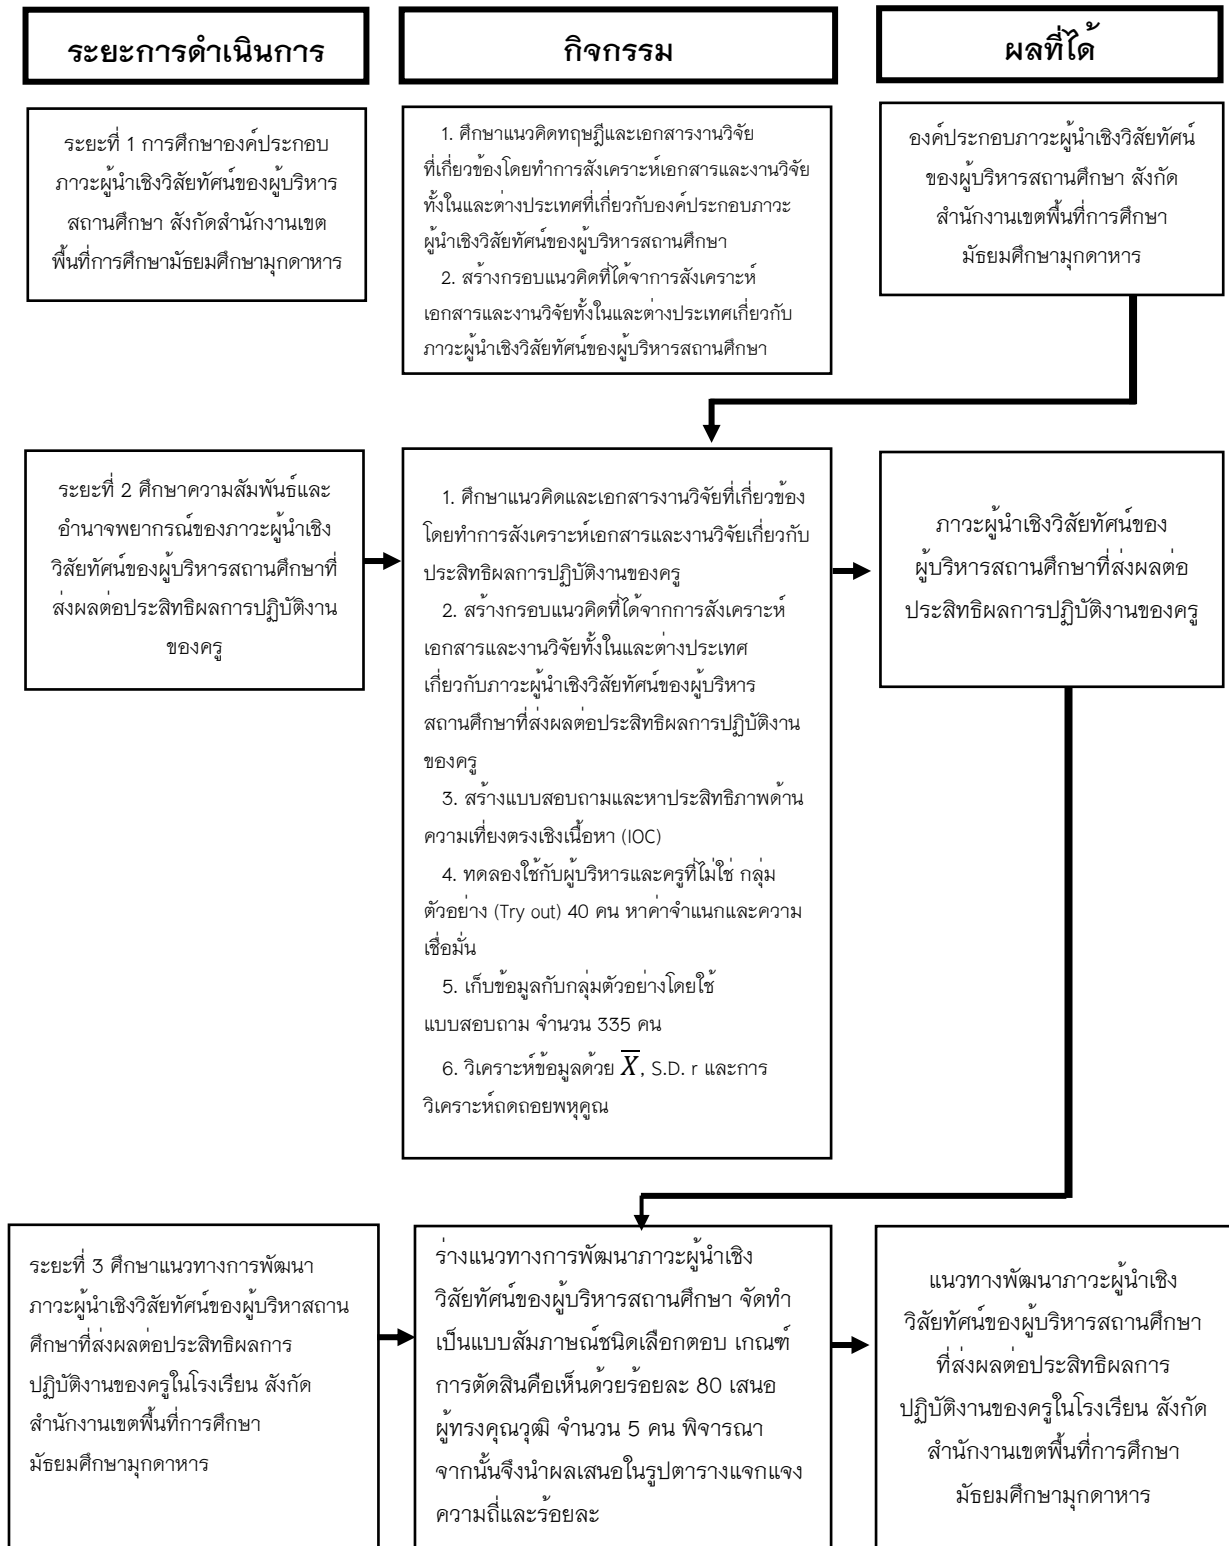 ระยะการดำเนินการ
กิจกรรม
ผลที่ได้
ระยะที่ 1 การศึกษาองค์ประกอบ
ภาวะผู้นำเชิงวิสัยทัศน์ของผู้บริหาร
สถานศึกษา สังกัดสำนักงานเขต
พื้นที่การศึกษามัธยมศึกษามุกดาหาร
1. ศึกษาแนวคิดทฤษฎีและเอกสารงานวิจัย
ที่เกี่ยวข้องโดยทำการสังเคราะห์เอกสารและงานวิจัย
ทั้งในและต่างประเทศที่เกี่ยวกับองค์ประกอบภาวะ
ผู้นำเชิงวิสัยทัศน์ของผู้บริหารสถานศึกษา
2. สร้างกรอบแนวคิดที่ได้จาการสังเคราะห์
เอกสารและงานวิจัยทั้งในและต่างประเทศเกี่ยวกับ
ภาวะผู้นำเชิงวิสัยทัศน์ของผู้บริหารสถานศึกษา
องค์ประกอบภาวะผู้นำเชิงวิสัยทัศน์
ของผู้บริหารสถานศึกษา สังกัด
สำนักงานเขตพื้นที่การศึกษา
มัธยมศึกษามุกดาหาร
ระยะที่ 2 ศึกษาความสัมพันธ์และ
อำนาจพยากรณ์ของภาวะผู้นำเชิง
วิสัยทัศน์ของผู้บริหารสถานศึกษาที่
ส่งผลต่อประสิทธิผลการปฏิบัติงาน
ของครู
1. ศึกษาแนวคิดและเอกสารงานวิจัยที่เกี่ยวข้อง
โดยทำการสังเคราะห์เอกสารและงานวิจัยเกี่ยวกับ
ประสิทธิผลการปฏิบัติงานของครู
2. สร้างกรอบแนวคิดที่ได้จากการสังเคราะห์
เอกสารและงานวิจัยทั้งในและต่างประเทศ
เกี่ยวกับภาวะผู้นำเชิงวิสัยทัศน์ของผู้บริหาร
สถานศึกษาที่ส่งผลต่อประสิทธิผลการปฏิบัติงาน
ของครู
3. สร้างแบบสอบถามและหาประสิทธิภาพด้าน
ความเที่ยงตรงเชิงเนื้อหา (IOC)
4. ทดลองใช้กับผู้บริหารและครูที่ไม่ใช่ กลุ่ม
ตัวอย่าง (Try out) 40 คน หาค่าจำแนกและความ
เชื่อมั่น
5. เก็บข้อมูลกับกลุ่มตัวอย่างโดยใช้
แบบสอบถาม จำนวน 335 คน
6. วิเคราะห์ข้อมูลด้วย X̅, S.D. r และการ
วิเคราะห์ถดถอยพหุคูณ
ภาวะผู้นำเชิงวิสัยทัศน์ของ
ผู้บริหารสถานศึกษาที่ส่งผลต่อ
ประสิทธิผลการปฏิบัติงานของครู
ระยะที่ 3 ศึกษาแนวทางการพัฒนา
ภาวะผู้นำเชิงวิสัยทัศน์ของผู้บริหาสถาน
ศึกษาที่ส่งผลต่อประสิทธิผลการ
ปฏิบัติงานของครูในโรงเรียน สังกัด
สำนักงานเขตพื้นที่การศึกษา
มัธยมศึกษามุกดาหาร
ร่างแนวทางการพัฒนาภาวะผู้นำเชิง
วิสัยทัศน์ของผู้บริหารสถานศึกษา จัดทำ
เป็นแบบสัมภาษณ์ชนิดเลือกตอบ เกณฑ์
การตัดสินคือเห็นด้วยร้อยละ 80 เสนอ
ผู้ทรงคุณวุฒิ จำนวน 5 คน พิจารณา
จากนั้นจึงนำผลเสนอในรูปตารางแจกแจง
ความถี่และร้อยละ
แนวทางพัฒนาภาวะผู้นำเชิง
วิสัยทัศน์ของผู้บริหารสถานศึกษา
ที่ส่งผลต่อประสิทธิผลการ
ปฏิบัติงานของครูในโรงเรียน สังกัด
สำนักงานเขตพื้นที่การศึกษา
มัธยมศึกษามุกดาหาร